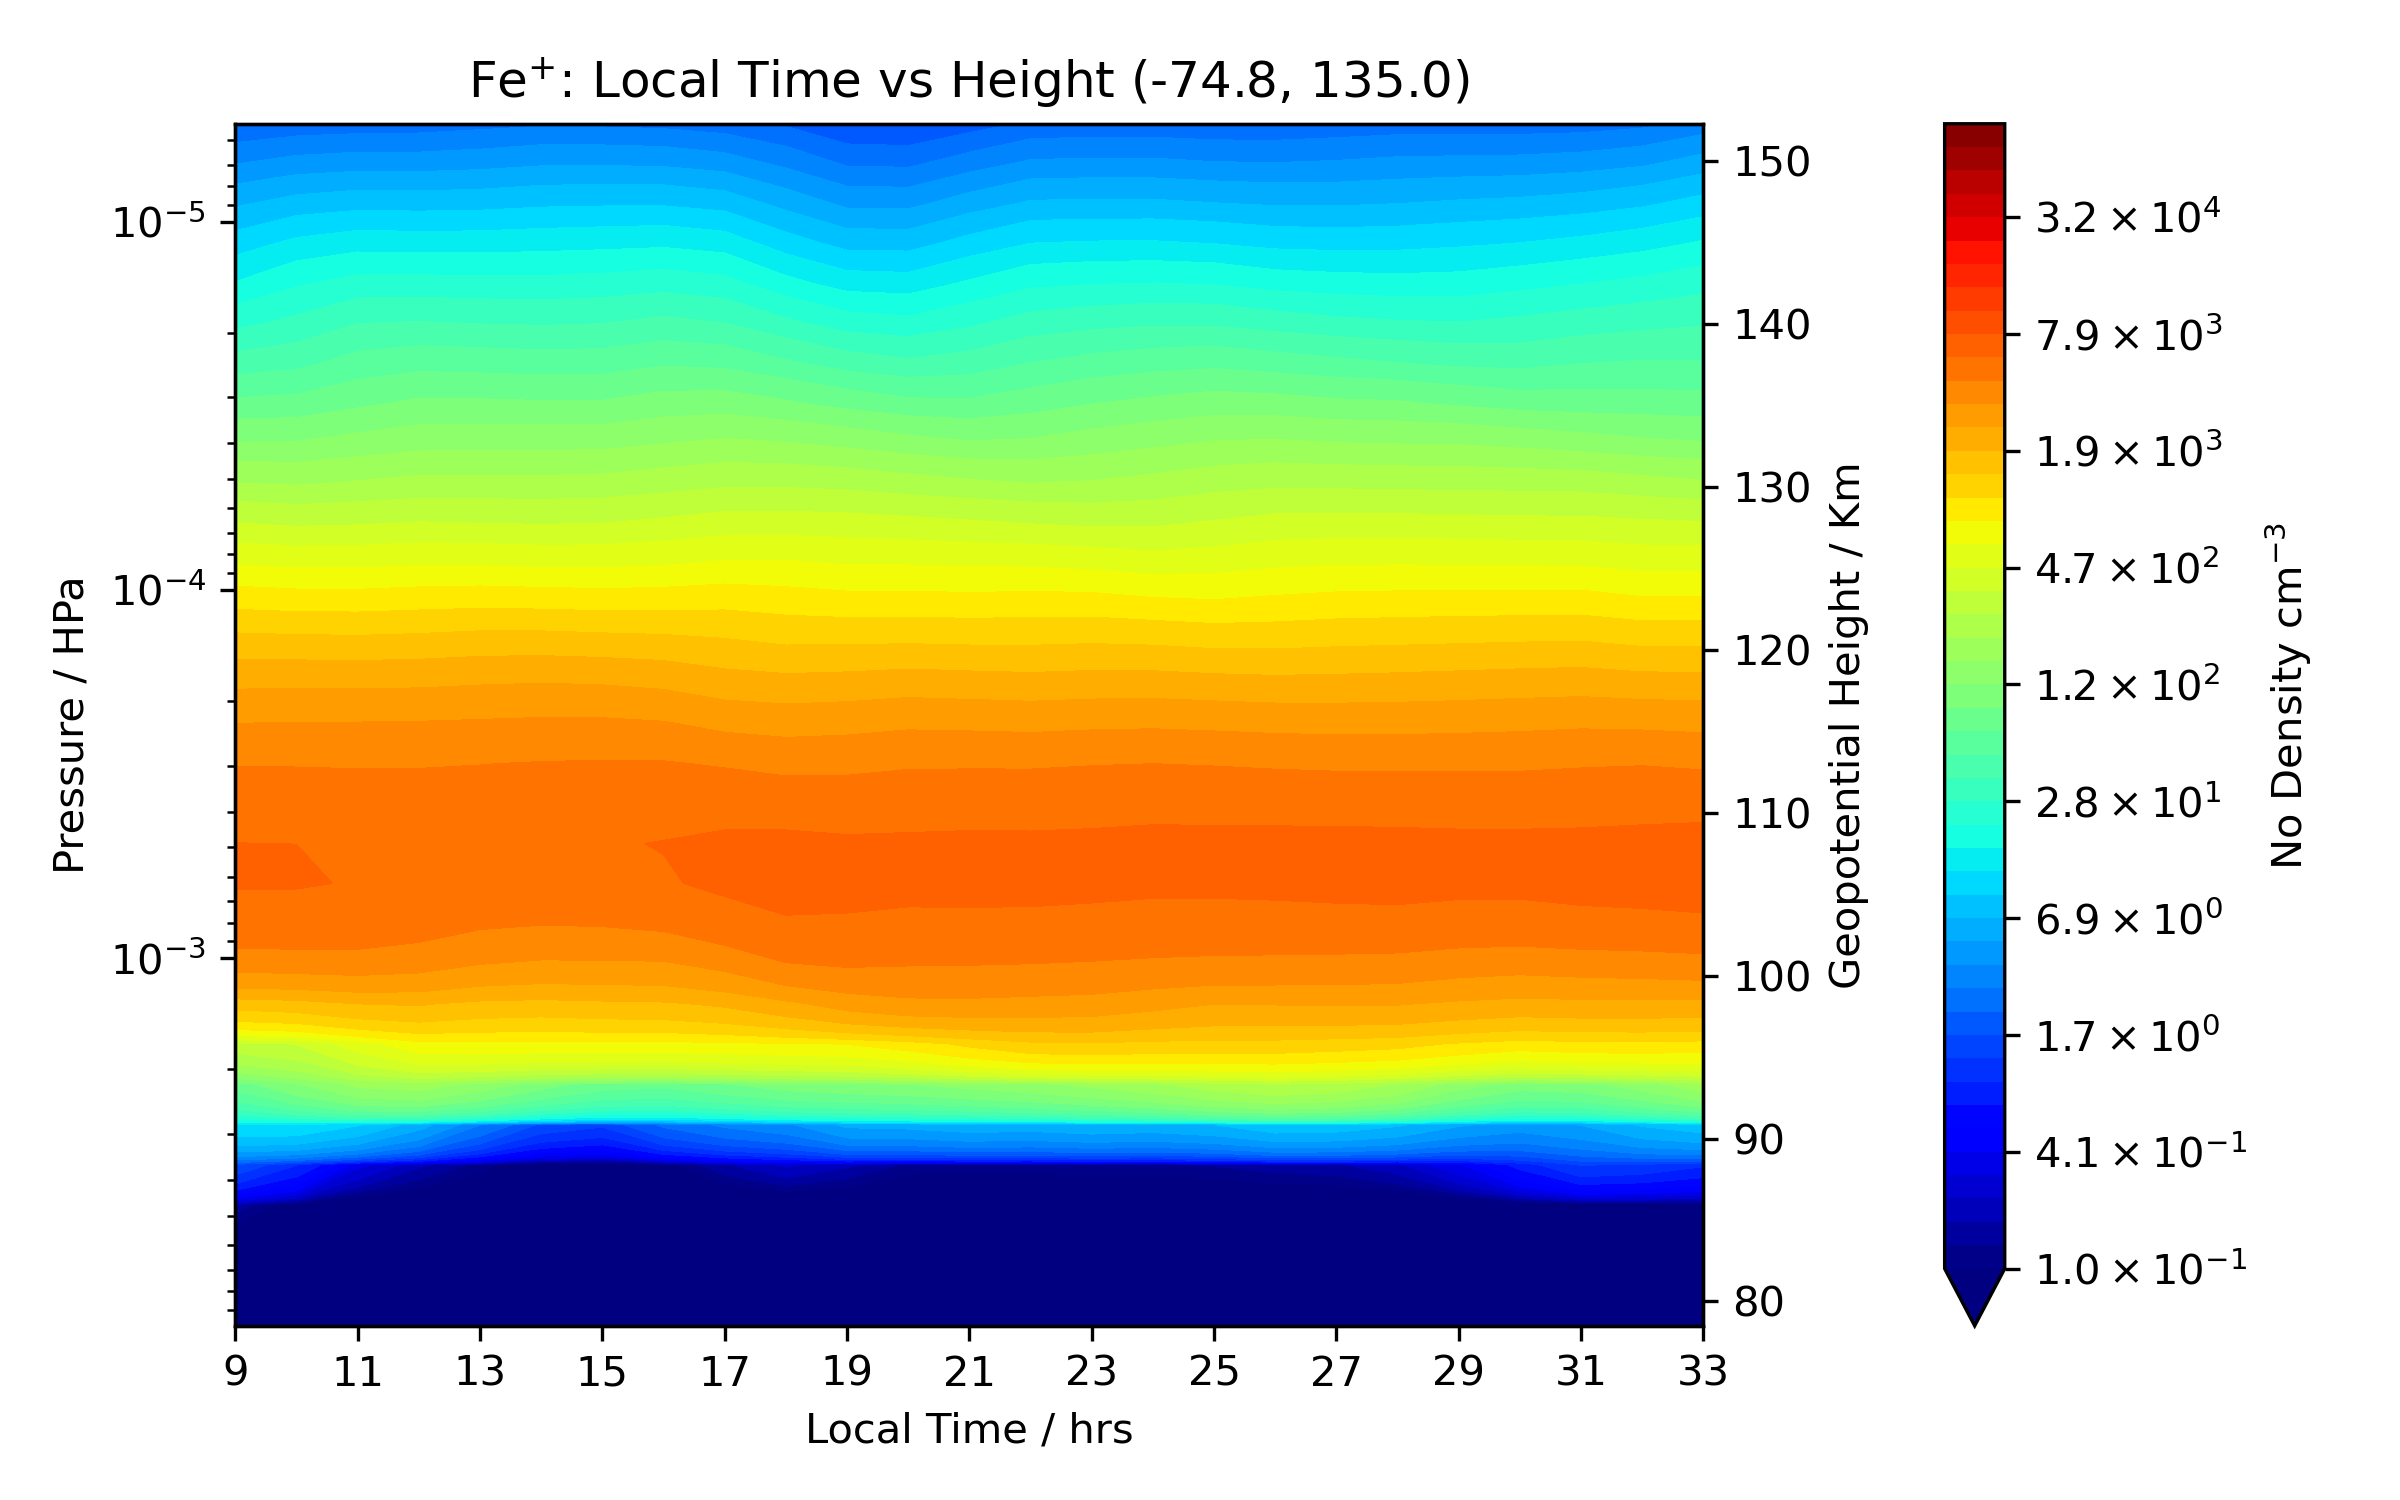 Fe⁺: Local Time vs Height (-74.8, 135.0)
Pressure / HPa
10⁻⁵
10⁻⁴
10⁻³
150
140
130
120
110
100
90
80
Geopotential Height / Km
3.2 × 10⁴
7.9 × 10³
1.9 × 10³
4.7 × 10²
1.2 × 10²
2.8 × 10¹
6.9 × 10⁰
1.7 × 10⁰
4.1 × 10⁻¹
1.0 × 10⁻¹
No Density cm⁻³
9 11 13 15 17 19 21 23 25 27 29 31 33
Local Time / hrs